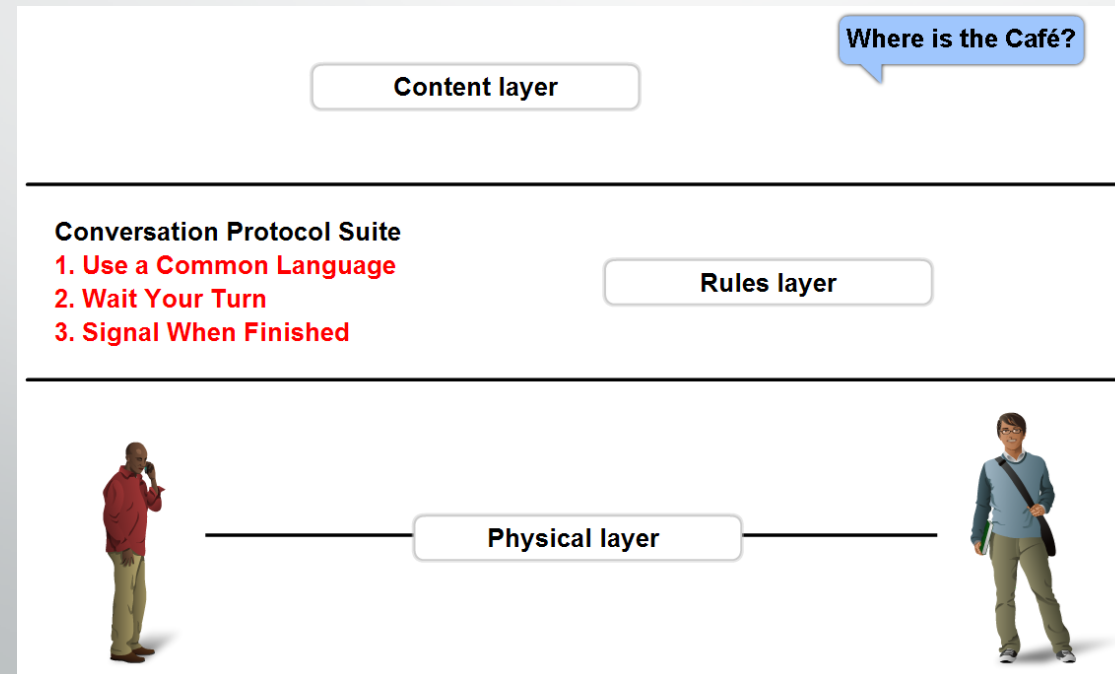 Where is the Café?
Content layer
Conversation Protocol Suite
1. Use a Common Language
2. Wait Your Turn
3. Signal When Finished
Rules layer
Physical layer